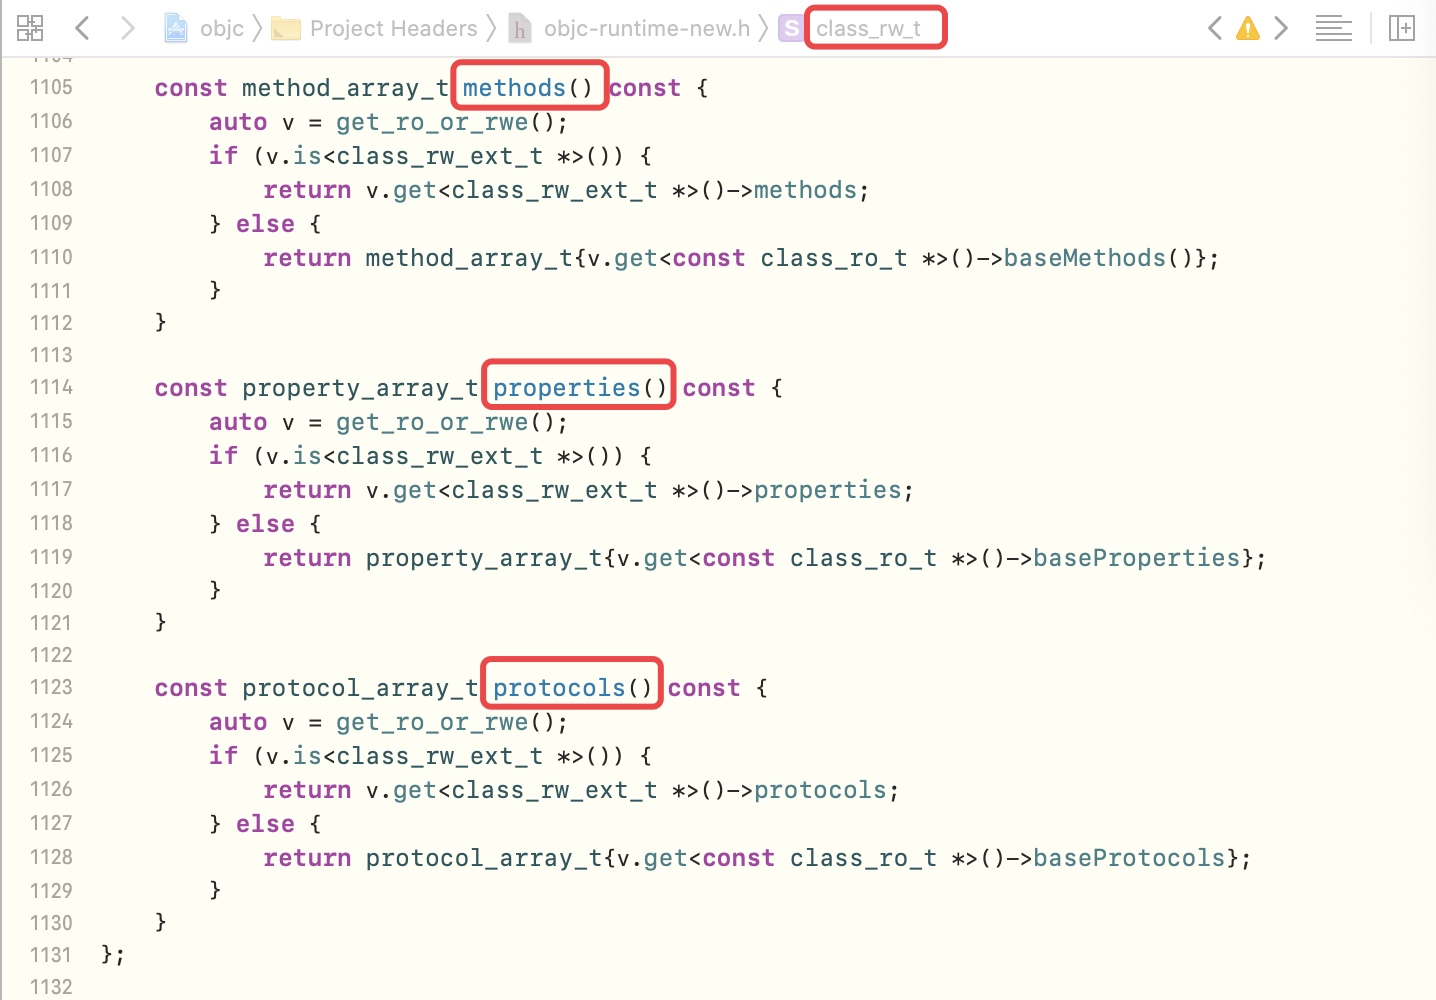 objc 〉 Project Headers 〉 h objc-runtime-new.h 〉 S class_rw_t
1104
1105 const method_array_t methods() const {
1106 auto v = get_ro_or_rwe();
1107 if (v.is<class_rw_ext_t *>()) {
1108 return v.get<class_rw_ext_t *>()->methods;
1109 } else {
1110 return method_array_t{v.get<const class_ro_t *>()->baseMethods()};
1111 }
1112 }
1113
1114 const property_array_t properties() const {
1115 auto v = get_ro_or_rwe();
1116 if (v.is<class_rw_ext_t *>()) {
1117 return v.get<class_rw_ext_t *>()->properties;
1118 } else {
1119 return property_array_t{v.get<const class_ro_t *>()->baseProperties};
1120 }
1121 }
1122
1123 const protocol_array_t protocols() const {
1124 auto v = get_ro_or_rwe();
1125 if (v.is<class_rw_ext_t *>()) {
1126 return v.get<class_rw_ext_t *>()->protocols;
1127 } else {
1128 return protocol_array_t{v.get<const class_ro_t *>()->baseProtocols};
1129 }
1130 }
1131 };
1132